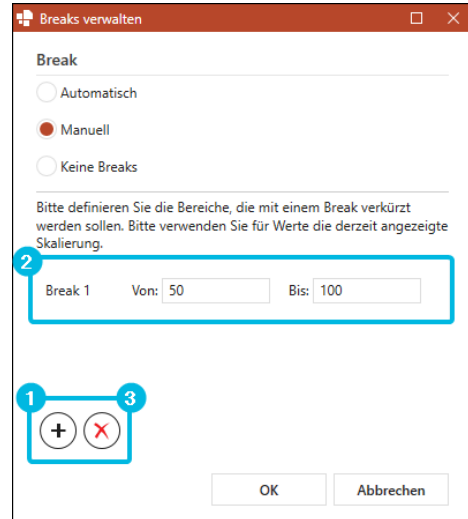 Breaks verwalten
Break
Automatisch
Manuell
Keine Breaks
Bitte definieren Sie die Bereiche, die mit einem Break verkürzt
werden sollen. Bitte verwenden Sie für Werte die derzeit angezeigte
Skalierung.
2
Break 1 Von: 50 Bis: 100
1 3
OK Abbrechen